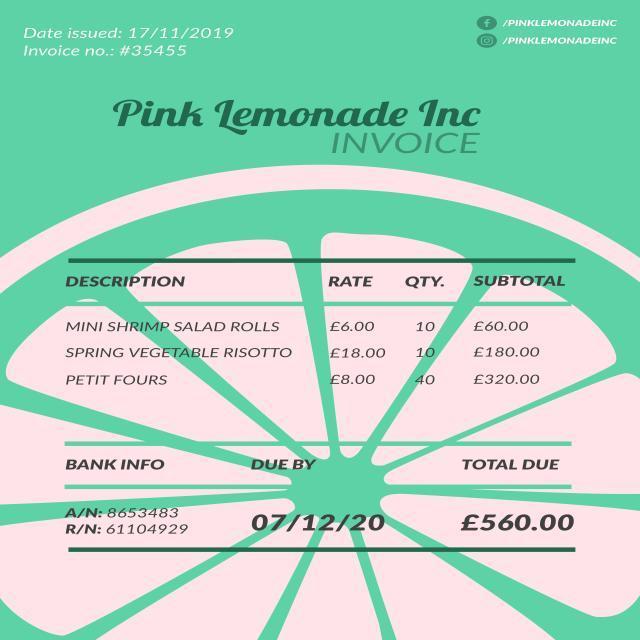 Date issued: 17/11/2019
Invoice no.: #35455
/PINKLEMONADEINC
/PINKLEMONADEINC
Pink Lemonade Inc
INVOICE
DESCRIPTION RATE QTY. SUBTOTAL
MINI SHRIMP SALAD ROLLS £6.00 10 £60.00
SPRING VEGETABLE RISOTTO £18.00 10 £180.00
PETIT FOURS £8.00 40 £320.00
BANK INFO DUE BY TOTAL DUE
A/N: 8653483
R/N: 61104929
07/12/20 £560.00